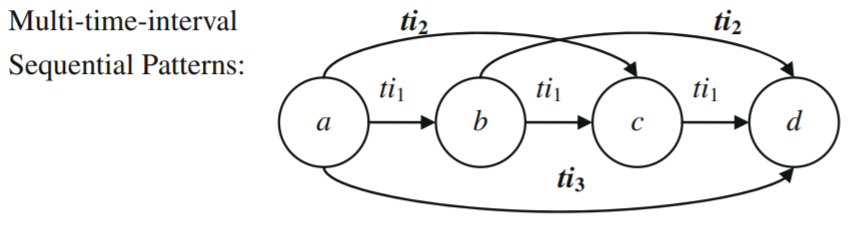 Multi-time-interval
Sequential Patterns:
ti₂ ti₂
ti₁ ti₁ ti₁
a b c d
ti₃